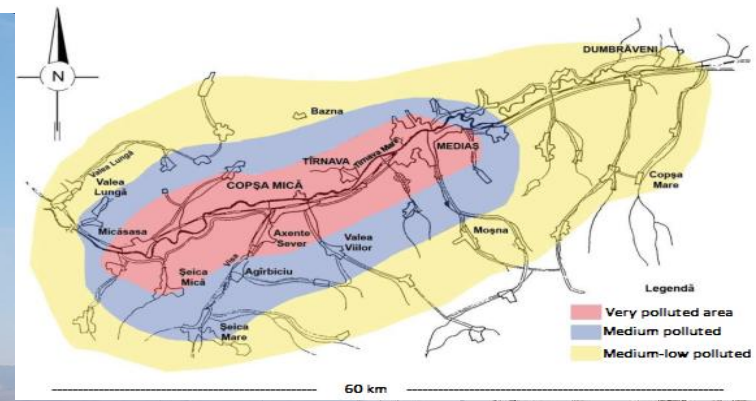 N
DUMBRĂVENI
Bazna
Tîrnava Mare
MEDIAȘ
TÎRNAVA
Valea Lungă
Valea
Lungă
COPȘA MICĂ
Copșa
Mare
Micăsasa
Axente
Sever
Valea
Viilor
Moșna
Șeica
Mică
Visa
Agîrbiciu
Șeica
Mare
Legendă
Very polluted area
Medium polluted
Medium-low polluted
60 km